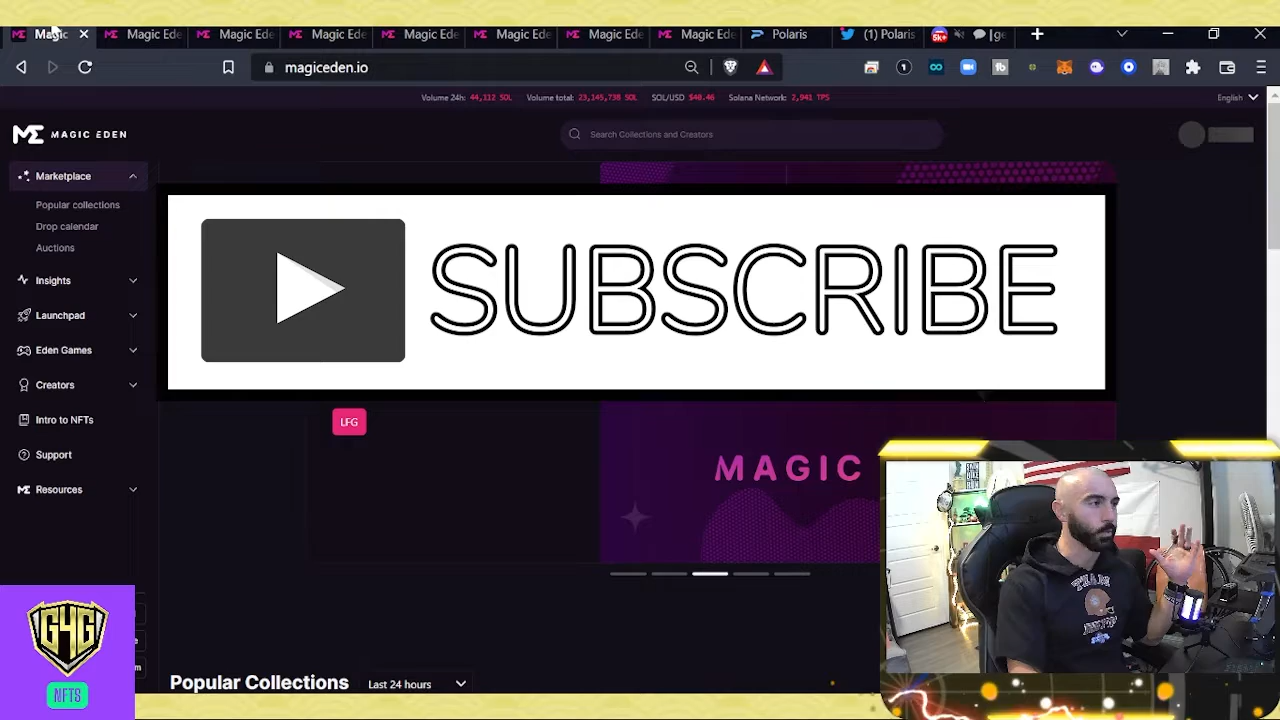 Magic Magic Ede Magic Ede Magic Ede Magic Ede Magic Ede Magic Ede Magic Ede Polaris (1) Polaris
magiceden.io
Volume 24h: 44,112 SOL Volume total: 23,145,738 SOL SOL/USD $40.46 Solana Network: 2,941 TPS English
ME MAGIC EDEN
Search Collections and Creators
Marketplace
Popular collections
Drop calendar
Auctions
Insights
Launchpad
Eden Games
Creators
Intro to NFTs
Support
Resources
SUBSCRIBE
LFG
MAGIC
Popular Collections Last 24 hours
G4G
NFTS